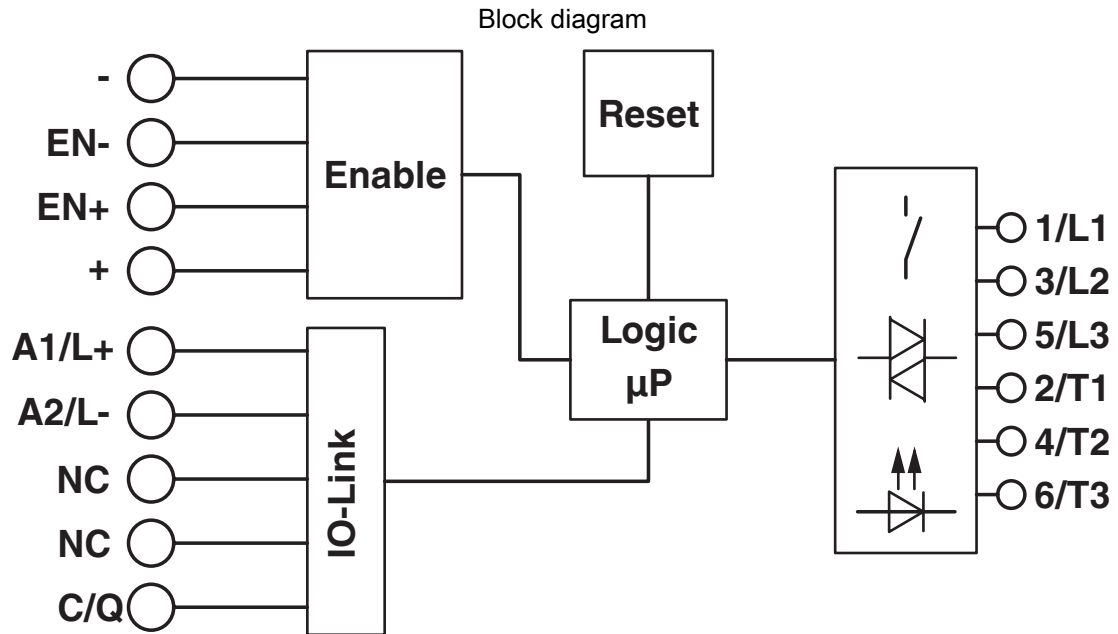 Block diagram
-
EN-
EN+
+
Enable
Reset
A1/L+
A2/L-
NC
NC
C/Q
IO-Link
Logic
µP
1/L1
3/L2
5/L3
2/T1
4/T2
6/T3